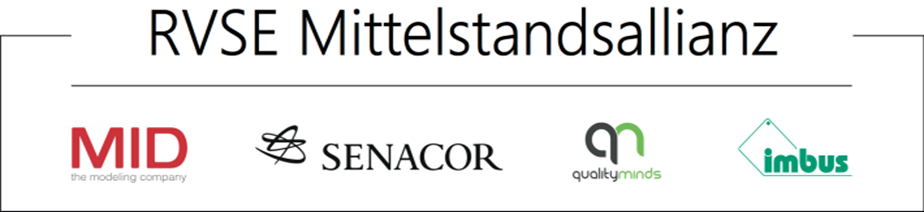 RVSE Mittelstandsallianz
MID
the modeling company
SENACOR
qualityminds
imbus